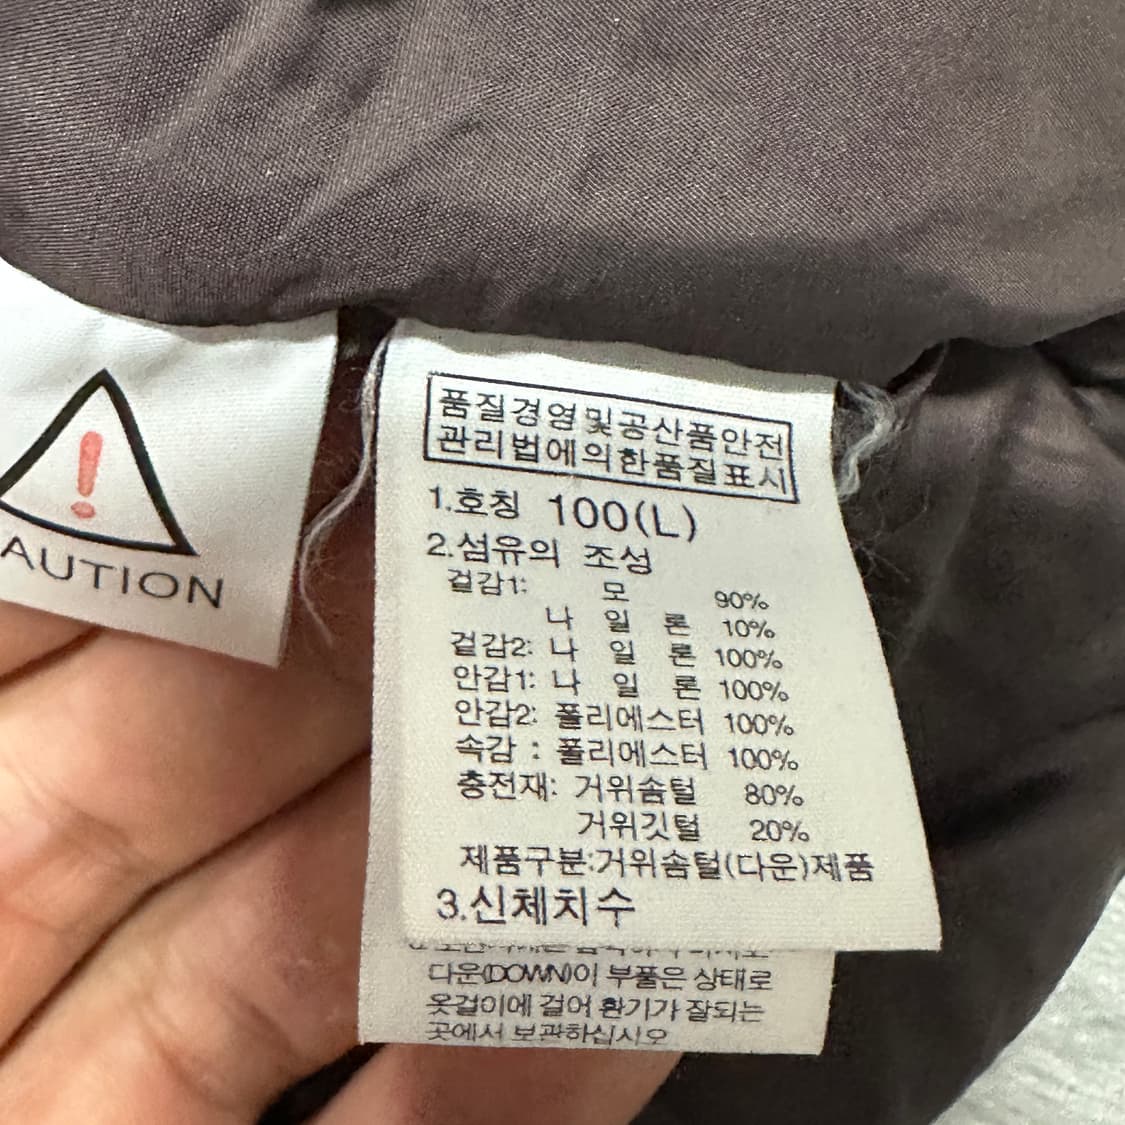 AUTION
품질경영및공산품안전
관리법에의한품질표시
1.호칭 100(L)
2.섬유의 조성
겉감1: 모 90%
나 일 론 10%
겉감2: 나 일 론 100%
안감1: 나 일 론 100%
안감2: 폴리에스터 100%
속감 : 폴리에스터 100%
충전재: 거위솜털 80%
거위깃털 20%
제품구분:거위솜털(다운)제품
3.신체치수
다운(DOWN)이 부풀은 상태로
옷걸이에 걸어 환기가 잘되는
곳에서 보관하십시오